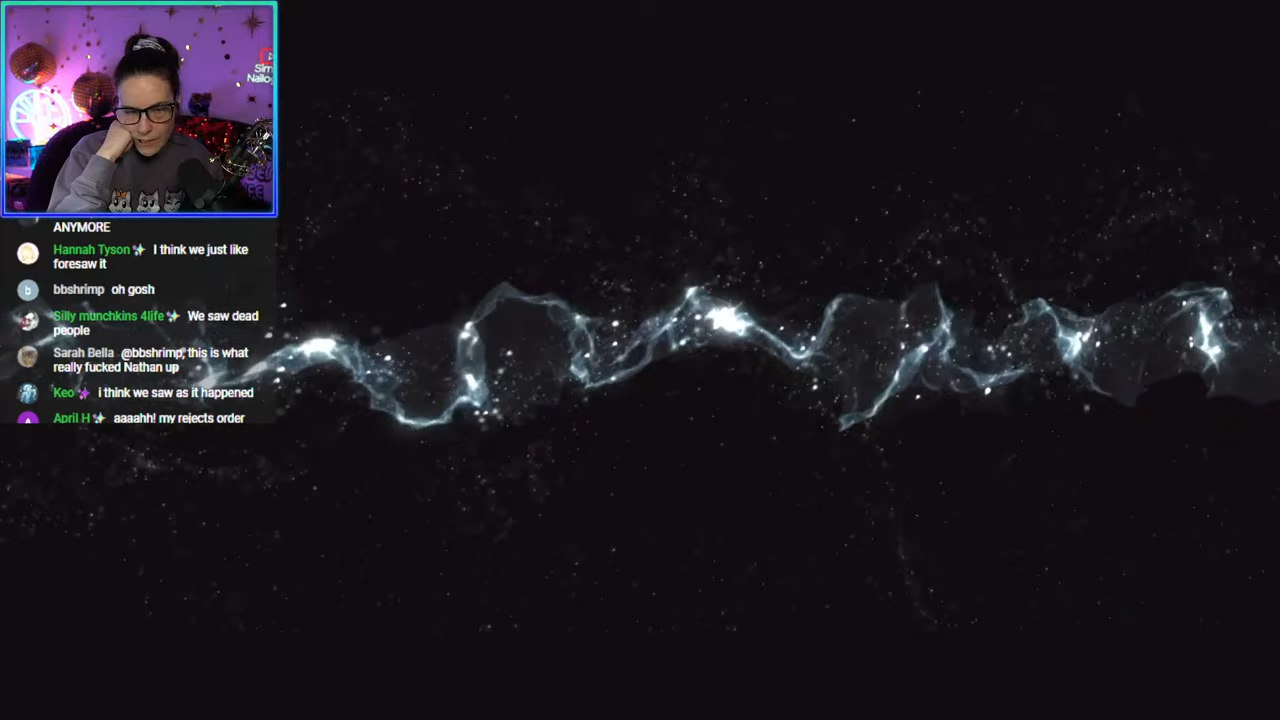 Sim
Nailo
ANYMORE
Hannah Tyson✨ I think we just like
foresaw it
b bbshrimp oh gosh
Silly munchkins 4life✨ We saw dead
people
Sarah Bella @bbshrimp, this is what
really fucked Nathan up
Keo✨ i think we saw as it happened
April H✨ aaaahh! my rejects order